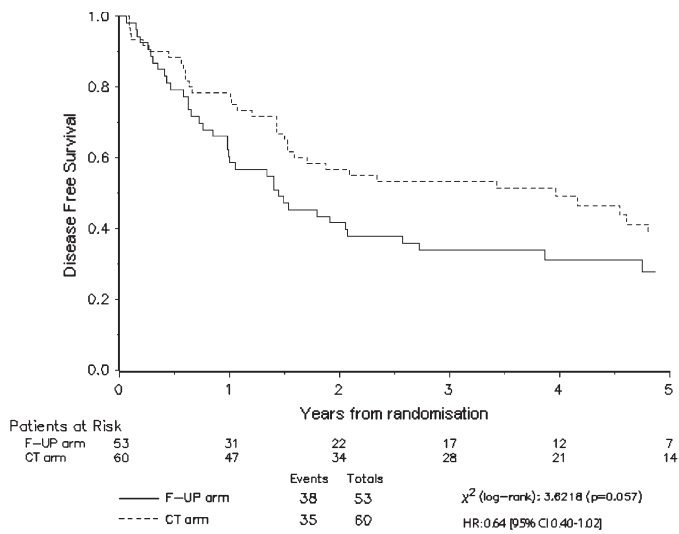 1.0
0.8
0.6
0.4
0.2
0.0
Disease Free Survival
0 1 2 3 4 5
Years from randomisation
Patients at Risk
F-UP arm 53 31 22 17 12 7
CT arm 60 47 34 28 21 14
Events Totals
F-UP arm 38 53
CT arm 35 60
χ² (log-rank): 3.6218 (p=0.057)
HR: 0.64 [95% CI 0.40-1.02]